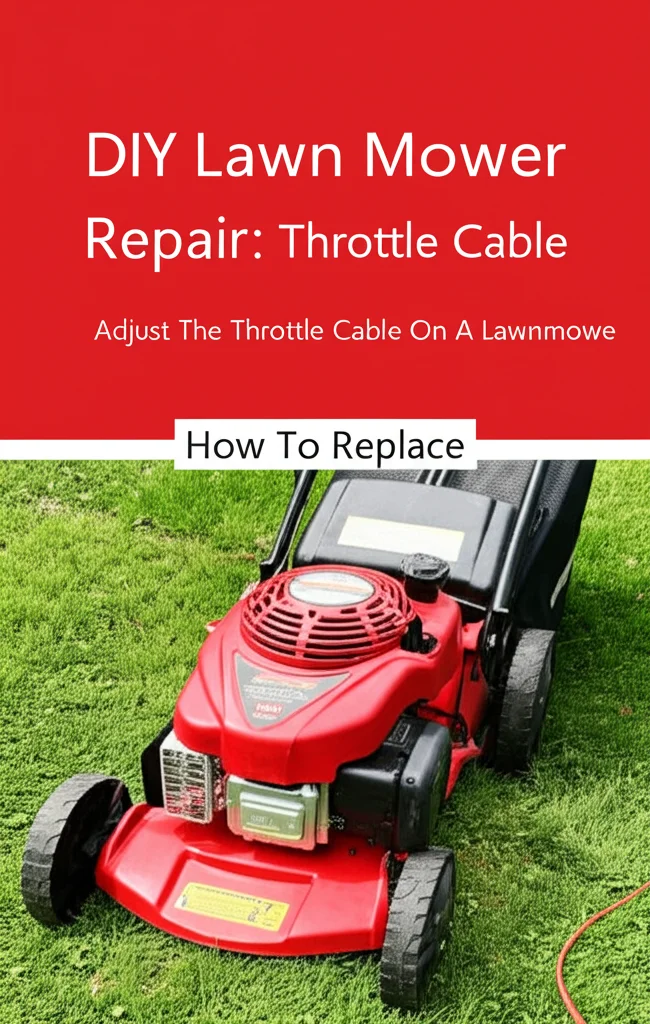 DIY Lawn Mower
Repair: Throttle Cable
Adjust The Throttle Cable On A Lawnmowe
How To Replace